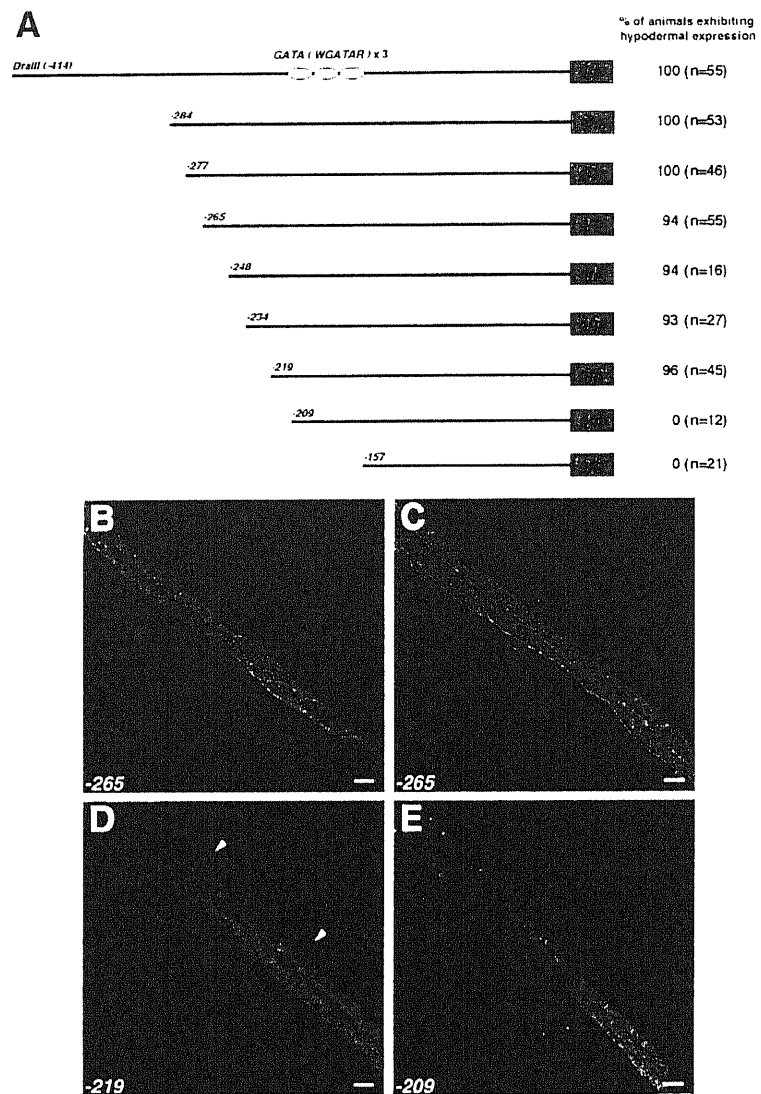 A
% of animals exhibiting
hypodermal expression
DraIII (-414)
GATA (WGATAR) x 3
100 (n=55)
-284
100 (n=53)
-277
100 (n=46)
-265
94 (n=55)
-248
94 (n=16)
-234
93 (n=27)
-219
96 (n=45)
-209
0 (n=12)
-157
0 (n=21)
B
-265
C
-265
D
-219
E
-209